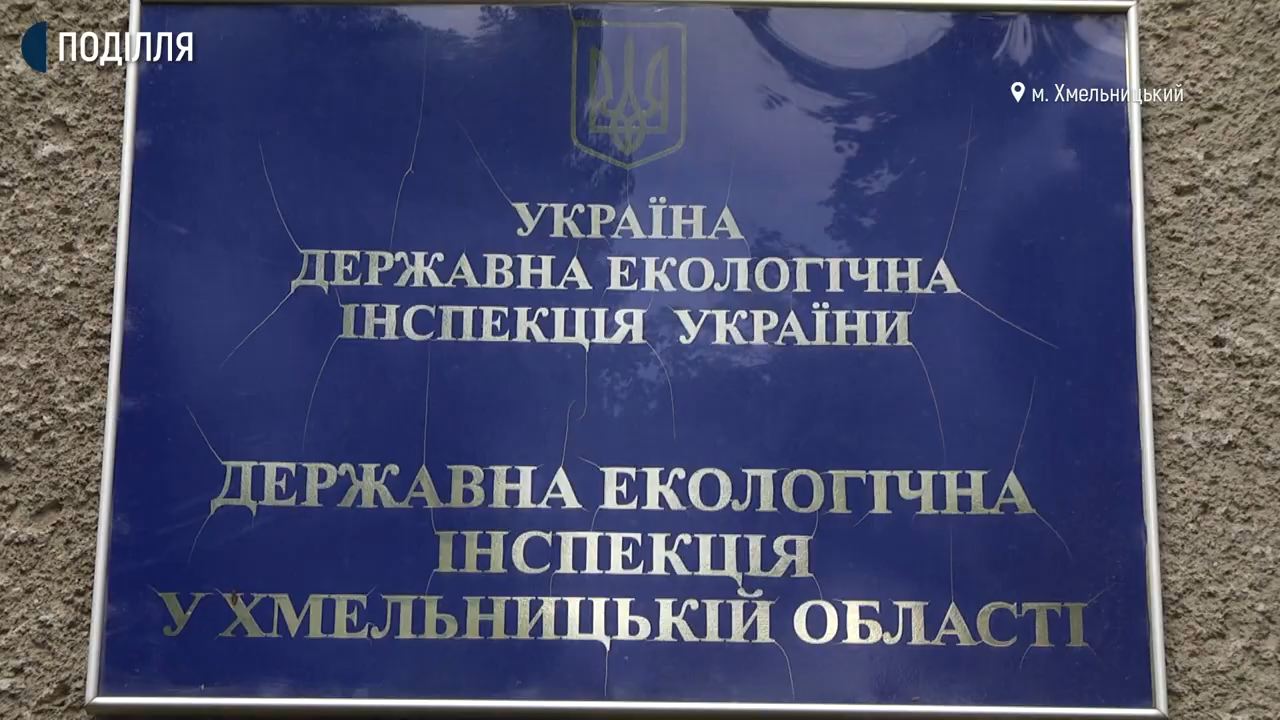 ПОДІЛЛЯ
м. Хмельницький
УКРАЇНА
ДЕРЖАВНА ЕКОЛОГІЧНА
ІНСПЕКЦІЯ УКРАЇНИ
ДЕРЖАВНА ЕКОЛОГІЧНА
ІНСПЕКЦІЯ
У ХМЕЛЬНИЦЬКІЙ ОБЛАСТІ